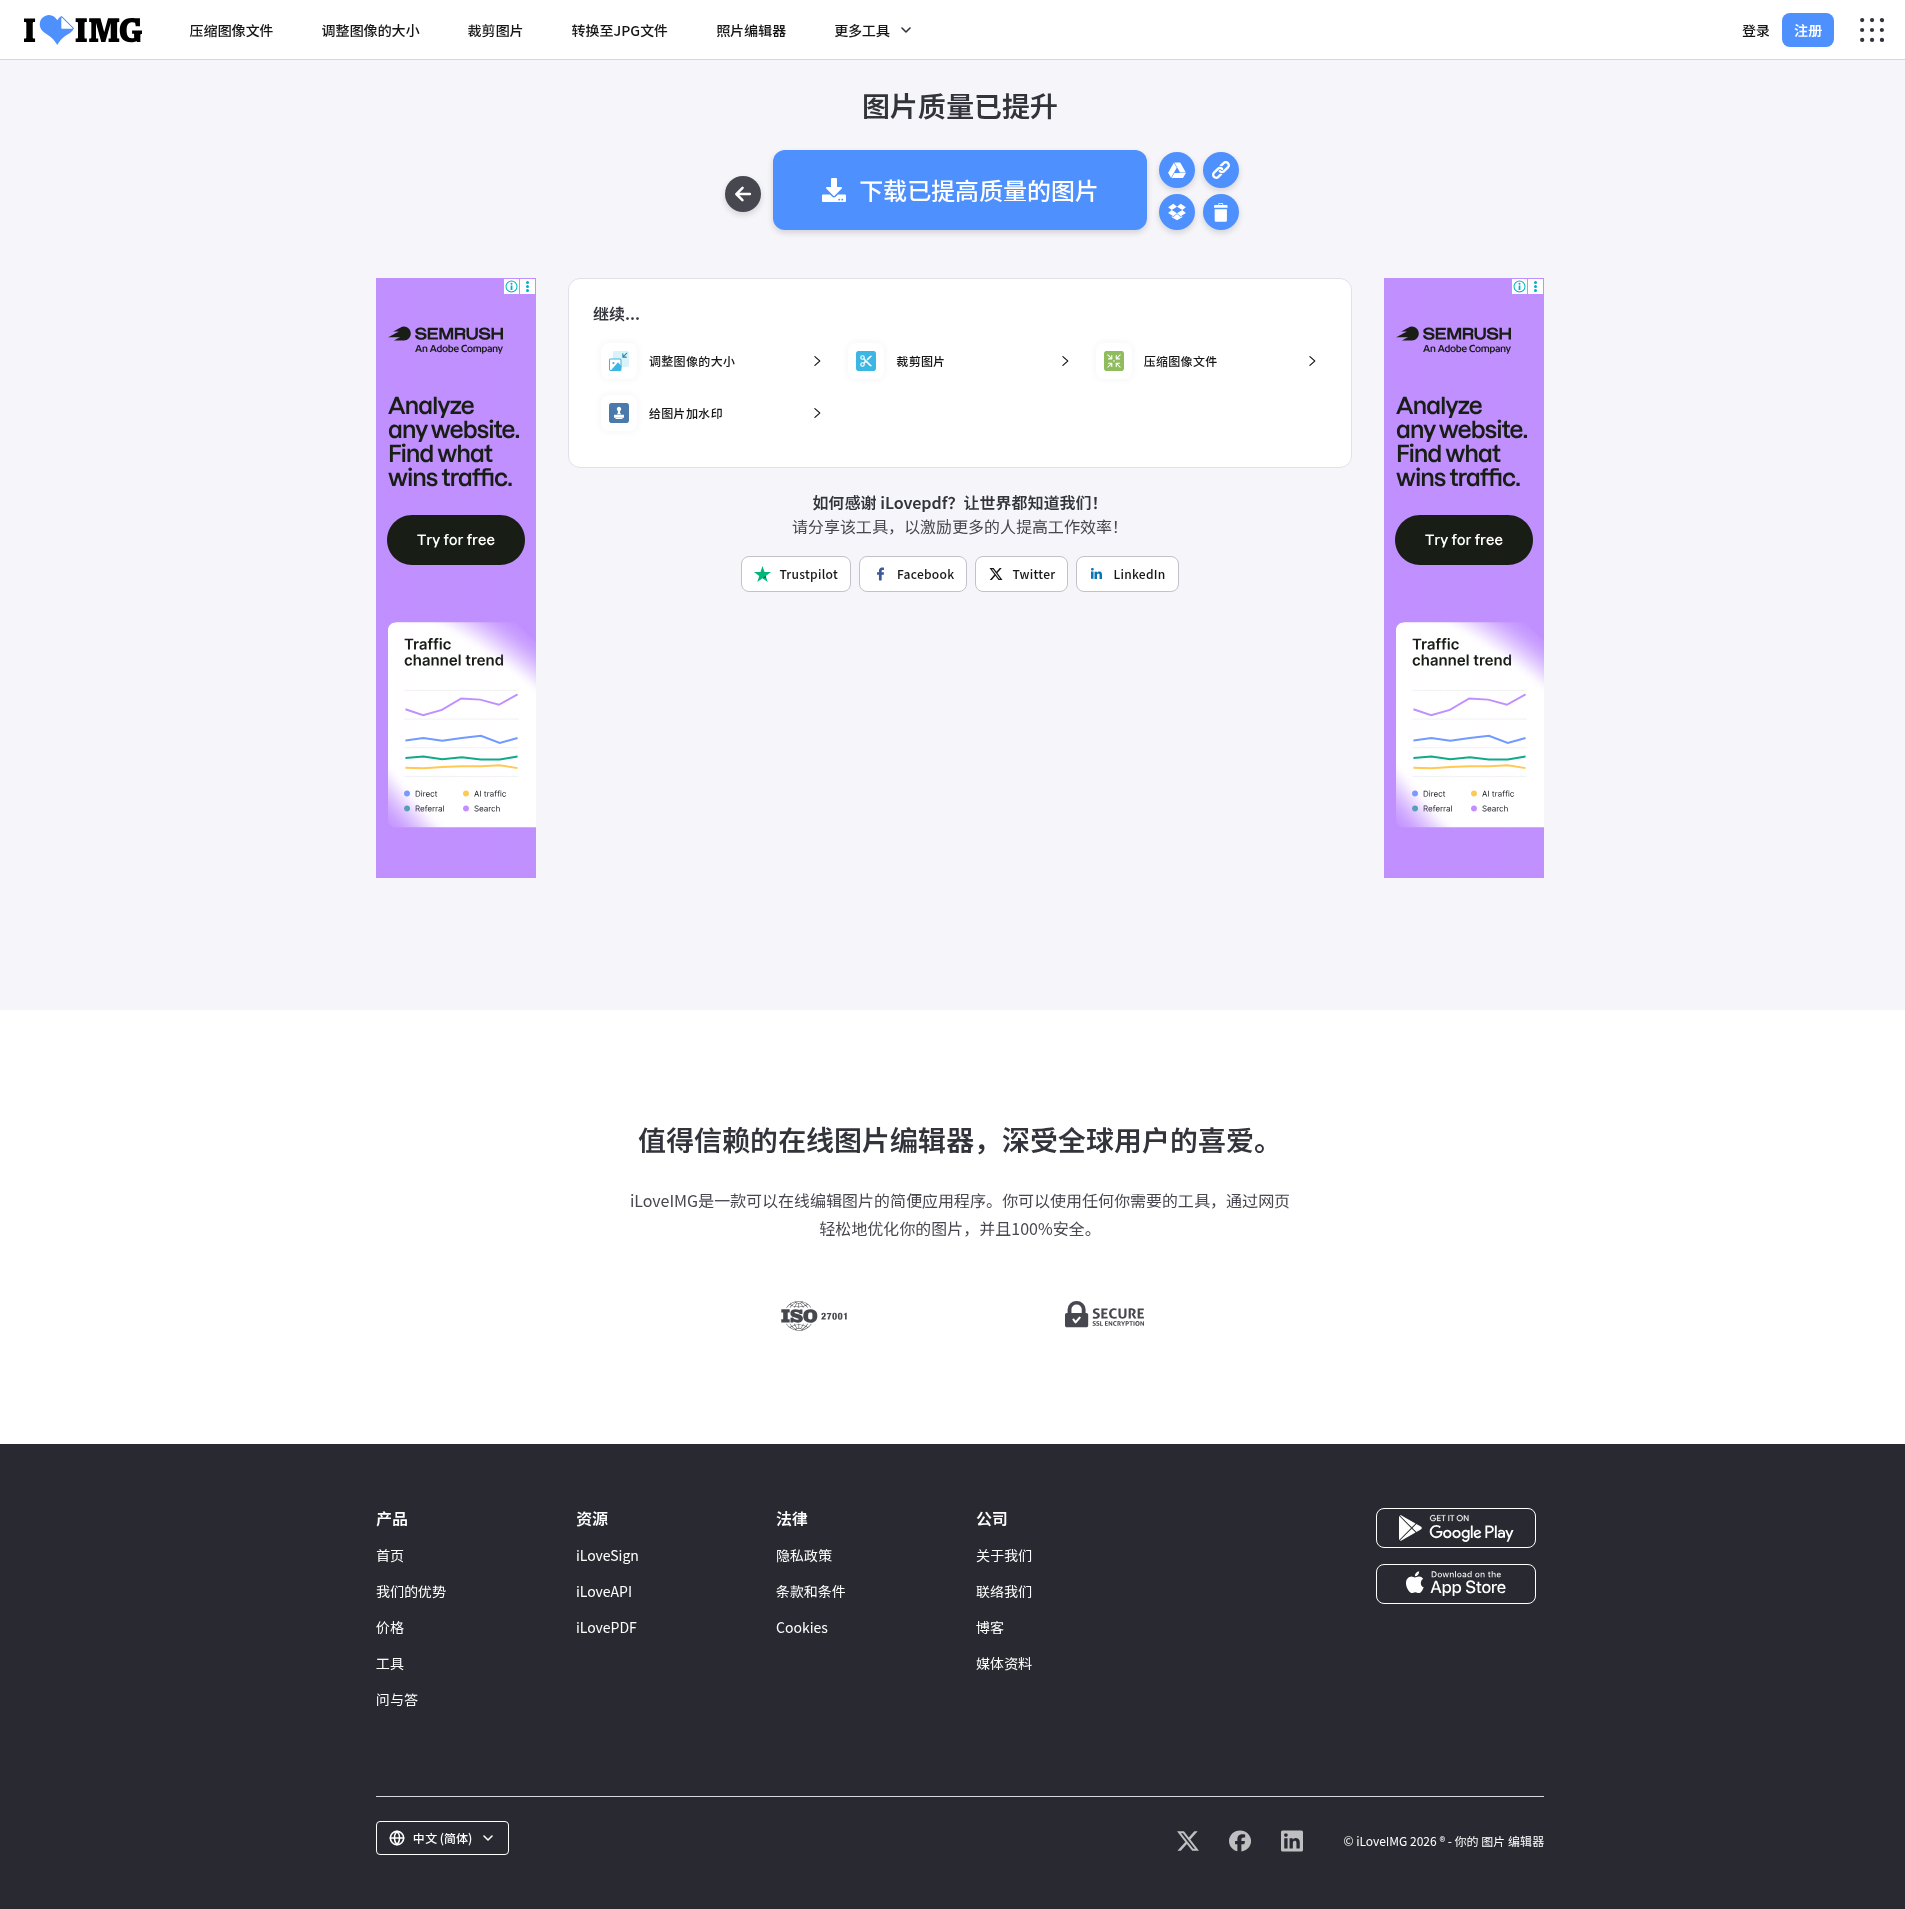 I IMG
压缩图像文件
调整图像的大小
裁剪图片
转换至JPG文件
照片编辑器
更多工具
登录
注册
图片质量已提升
下载已提高质量的图片
SEMRUSH
An Adobe Company
Analyze
any website.
Find what
wins traffic.
Try for free
Traffic
channel trend
Direct
AI traffic
Referral
Search
继续...
调整图像的大小
裁剪图片
压缩图像文件
给图片加水印
如何感谢 iLovepdf？让世界都知道我们！
请分享该工具，以激励更多的人提高工作效率！
Trustpilot
Facebook
Twitter
LinkedIn
SEMRUSH
An Adobe Company
Analyze
any website.
Find what
wins traffic.
Try for free
Traffic
channel trend
Direct
AI traffic
Referral
Search
值得信赖的在线图片编辑器，深受全球用户的喜爱。
iLoveIMG是一款可以在线编辑图片的简便应用程序。你可以使用任何你需要的工具，通过网页
轻松地优化你的图片，并且100%安全。
ISO 27001
SECURE
SSL ENCRYPTION
产品
首页
我们的优势
价格
工具
问与答
资源
iLoveSign
iLoveAPI
iLovePDF
法律
隐私政策
条款和条件
Cookies
公司
关于我们
联络我们
博客
媒体资料
GET IT ON
Google Play
Download on the
App Store
中文 (简体)
© iLoveIMG 2026 ® - 你的 图片 编辑器